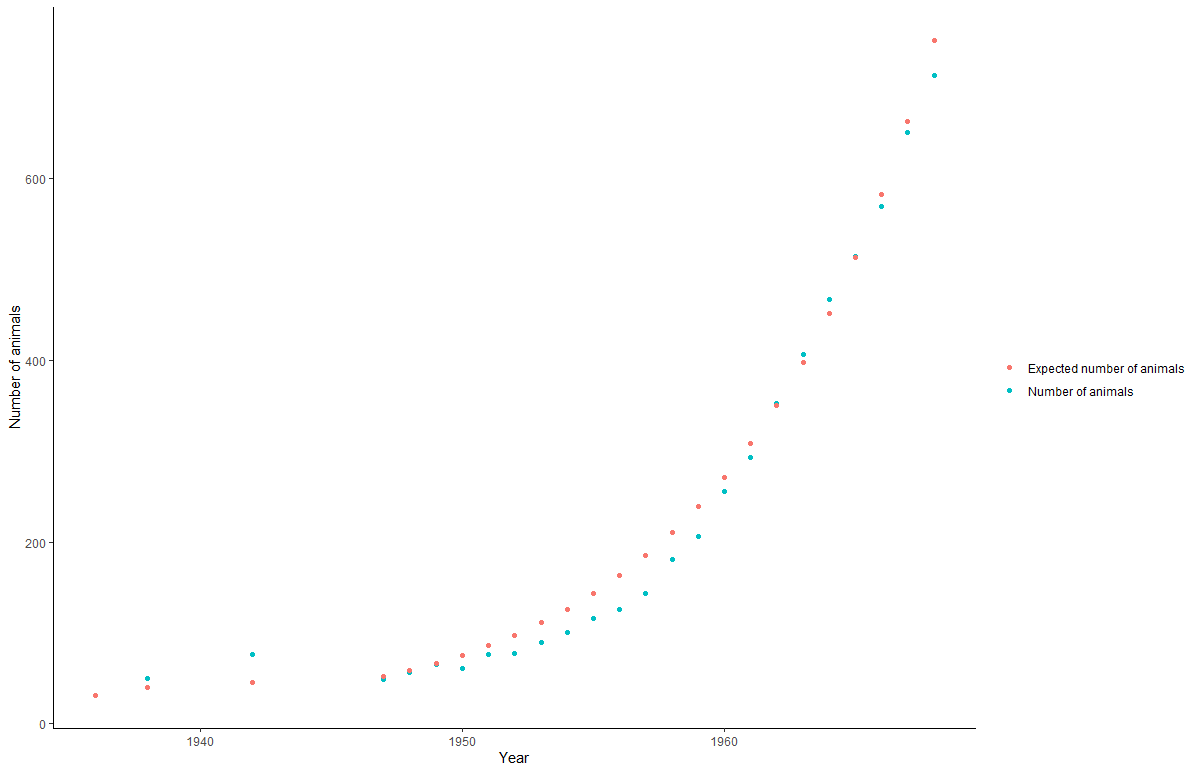 Number of animals
600
400
200
0
1940
1950
1960
Year
Expected number of animals
Number of animals